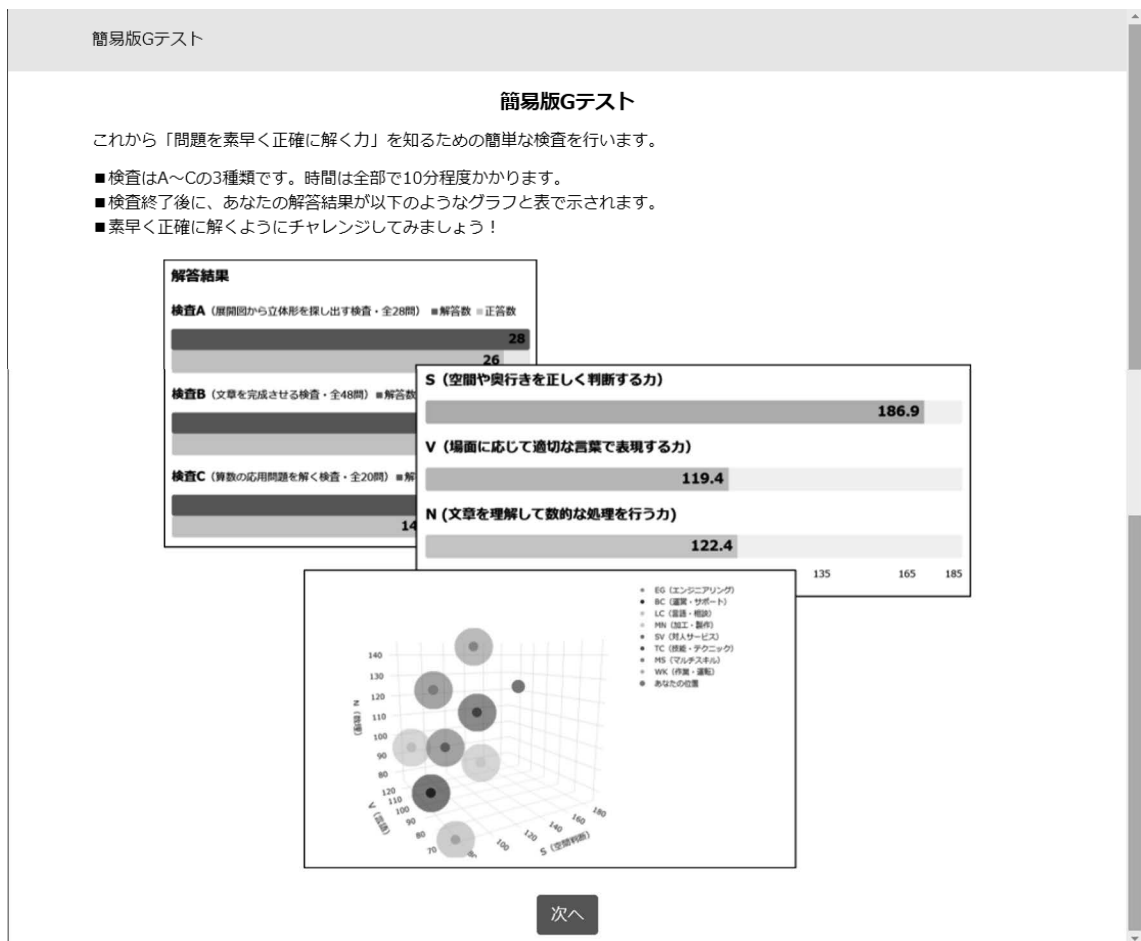 簡易版Gテスト
簡易版Gテスト
これから「問題を素早く正確に解く力」を知るための簡単な検査を行います。
■検査はA～Cの3種類です。時間は全部で10分程度かかります。
■検査終了後に、あなたの解答結果が以下のようなグラフと表で示されます。
■素早く正確に解くようにチャレンジしてみましょう！
解答結果
検査A（展開図から立体形を探し出す検査・全28問） ■解答数 ■正答数
28
26
検査B（文章を完成させる検査・全48問）■解答数
検査C（算数の応用問題を解く検査・全20問）■解
14
S（空間や奥行きを正しく判断する力）
186.9
V（場面に応じて適切な言葉で表現する力）
119.4
N (文章を理解して数的な処理を行う力)
122.4
135 165 185
EG（エンジニアリング）
BC（運営・サポート）
LC（言語・相談）
MN（加工・製作）
SV（対人サービス）
TC（技能・テクニック）
MS（マルチスキル）
WK（作業・運転）
あなたの位置
140
130
120
110
100
90
80
N（数理）
120
110
100
90
80
70
V（言語）
100
120
140
160
180
S（空間判断）
次へ